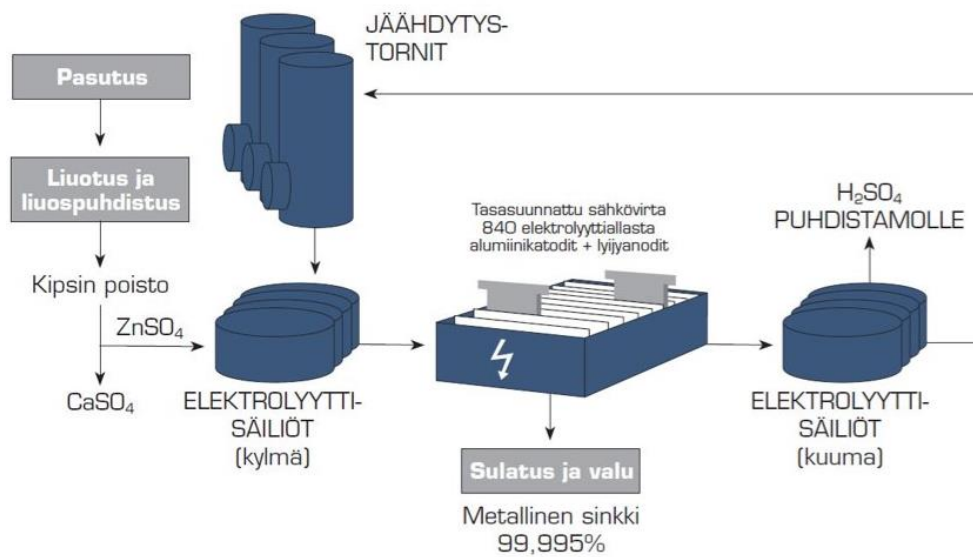 JÄÄHDYTYS-
TORNIT
Pasutus
Liuotus ja
liuospuhdistus
Kipsin poisto
ZnSO₄
CaSO₄
ELEKTROLYYTTI-
SÄILIÖT
(kylmä)
Tasasuunnattu sähkövirta
840 elektrolyyttiallasta
alumiinikatodit + lyijyanodit
Sulatus ja valu
Metallinen sinkki
99,995%
H₂SO₄
PUHDISTAMOLLE
ELEKTROLYYTTI-
SÄILIÖT
(kuuma)